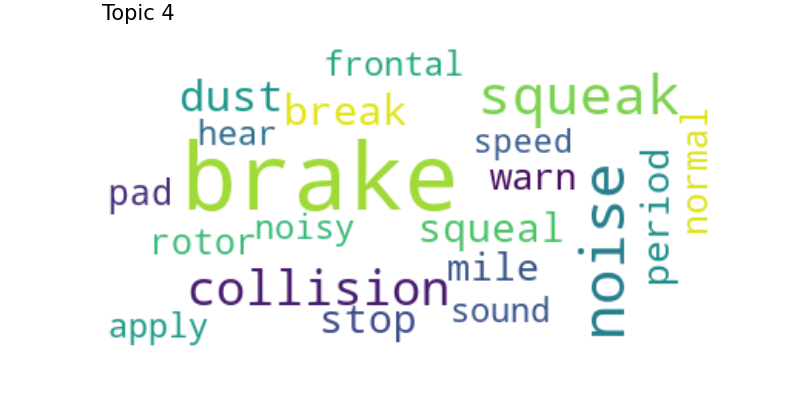 Topic 4
frontal
dust
break
squeak
hear
speed
brake
warn
pad
noise
period
normal
rotor
noisy
squeal
mile
collision
sound
stop
apply